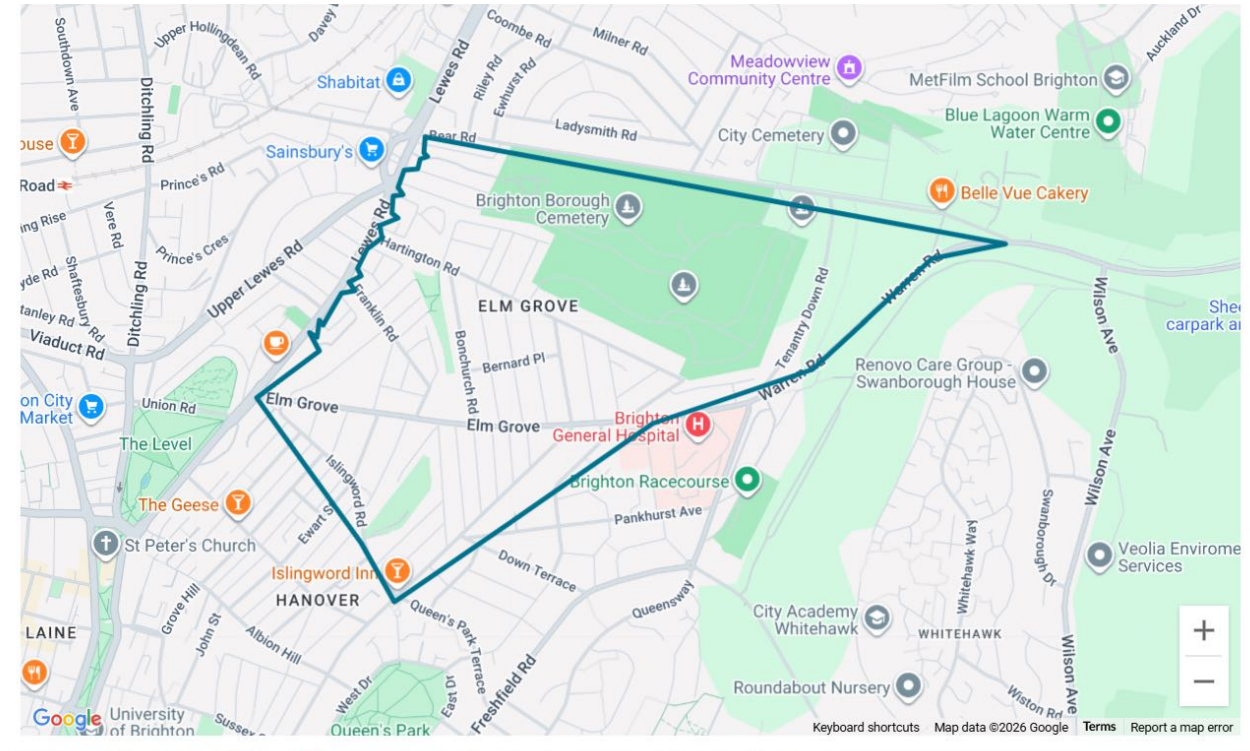 Southdown Ave
Upper Hollingdean Rd
Davey
Coombe Rd
Milner Rd
Auckland Dr
Lewes Rd
Riley Rd
Ewhurst Rd
Meadowview
Community Centre
MetFilm School Brighton
Shabitat
Ditchling Rd
Blue Lagoon Warm
Water Centre
Bear Rd
Ladysmith Rd
City Cemetery
ouse
Sainsbury's
Road
Prince's Rd
Belle Vue Cakery
Brighton Borough
Cemetery
ng Rise
Vere Rd
Lewes Rd
Prince's Cres
Hartington Rd
Upper Lewes Rd
Warren Rd
yde Rd
Shaftesbury Rd
Ditchling Rd
Wilson Ave
ELM GROVE
Franklin Rd
Tenantry Down Rd
She
carpark a
tanley Rd
Viaduct Rd
Bonchurch Rd
Bernard Pl
Warren Rd
Renovo Care Group -
Swanborough House
on City
Market
Union Rd
Elm Grove
Elm Grove
Brighton
General Hospital
The Level
Islingword Rd
Wilson Ave
Brighton Racecourse
The Geese
Ewart S
Pankhurst Ave
Swanborough Dr
St Peter's Church
Down Terrace
Whitehawk Way
Veolia Envirome
Services
Islingword Inn
HANOVER
Queen's Park Terrace
Queensway
City Academy
Whitehawk
WHITEHAWK
Grove Hill
John St
Albion Hill
LAINE
Wilson Ave
West Dr
East Dr
Freshfield Rd
Roundabout Nursery
Wiston Rd
+
−
Google
University
of Brighton
Sussex
Queen's Park
Keyboard shortcuts
Map data ©2026 Google
Terms
Report a map error